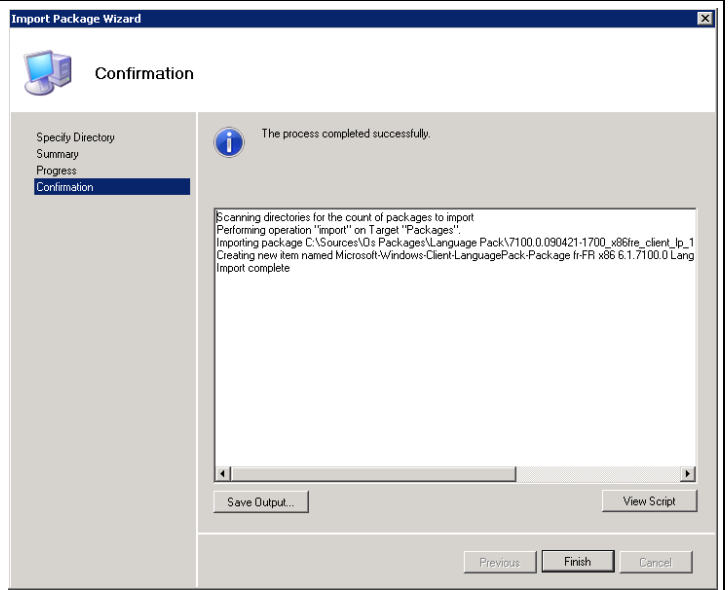 Import Package Wizard
Confirmation
Specify Directory
Summary
Progress
Confirmation
The process completed successfully.
Scanning directories for the count of packages to import
Performing operation "import" on Target "Packages".
Importing package C:\Sources\Os Packages\Language Pack\7100.0.090421-1700_x86fre_client_lp_1
Creating new item named Microsoft-Windows-Client-LanguagePack-Package fr-FR x86 6.1.7100.0 Lang
Import complete
Save Output...
View Script
Previous
Finish
Cancel